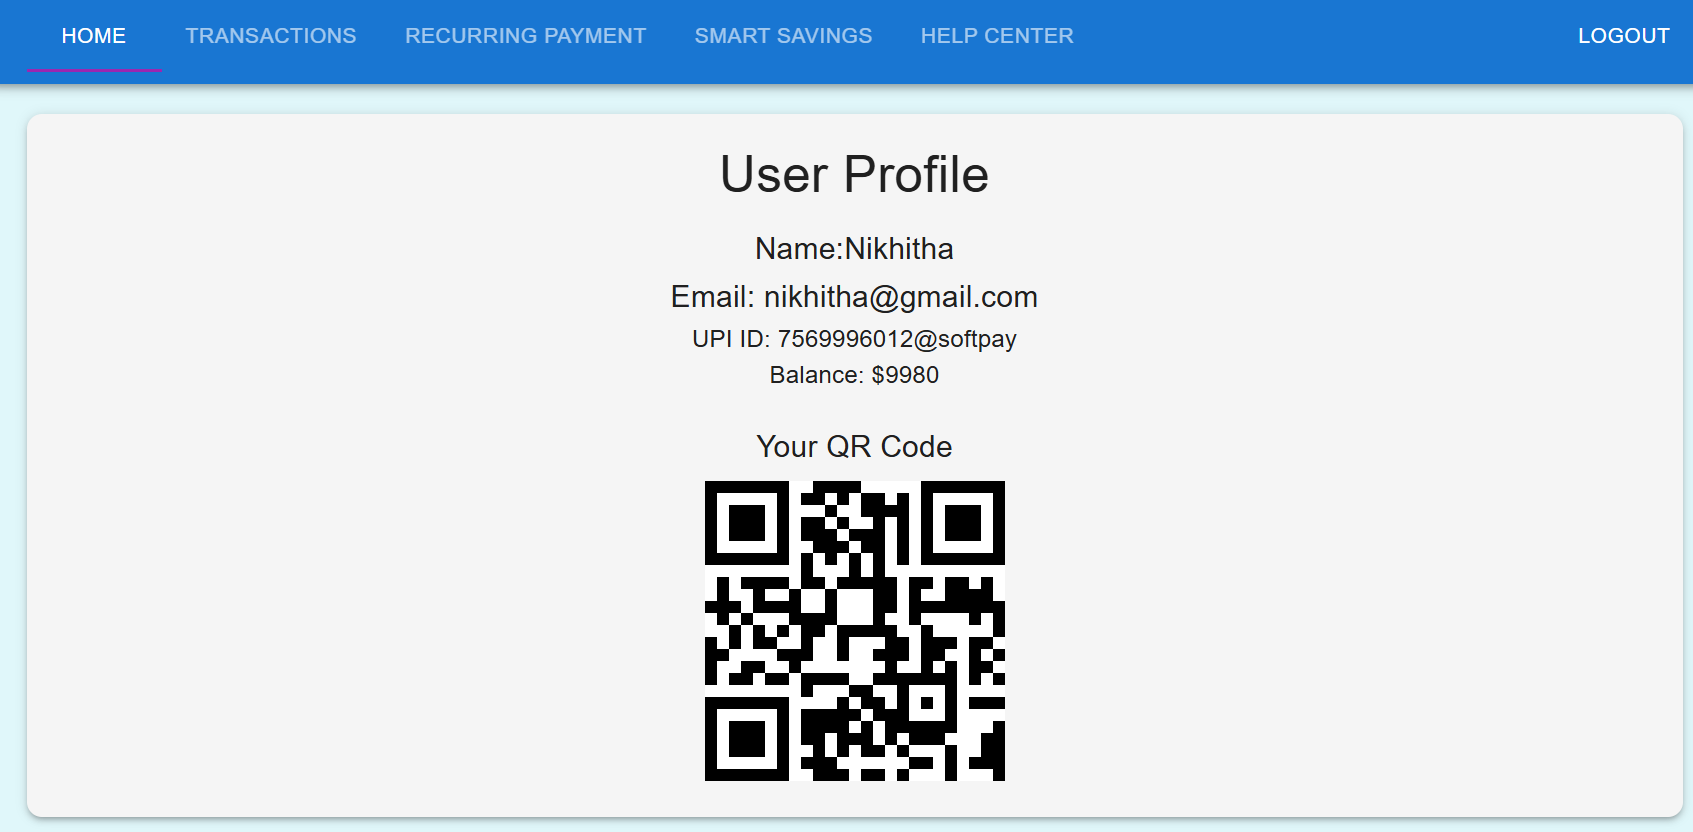 HOME TRANSACTIONS RECURRING PAYMENT SMART SAVINGS HELP CENTER LOGOUT
User Profile
Name:Nikhitha
Email: nikhitha@gmail.com
UPI ID: 7569996012@softpay
Balance: $9980
Your QR Code